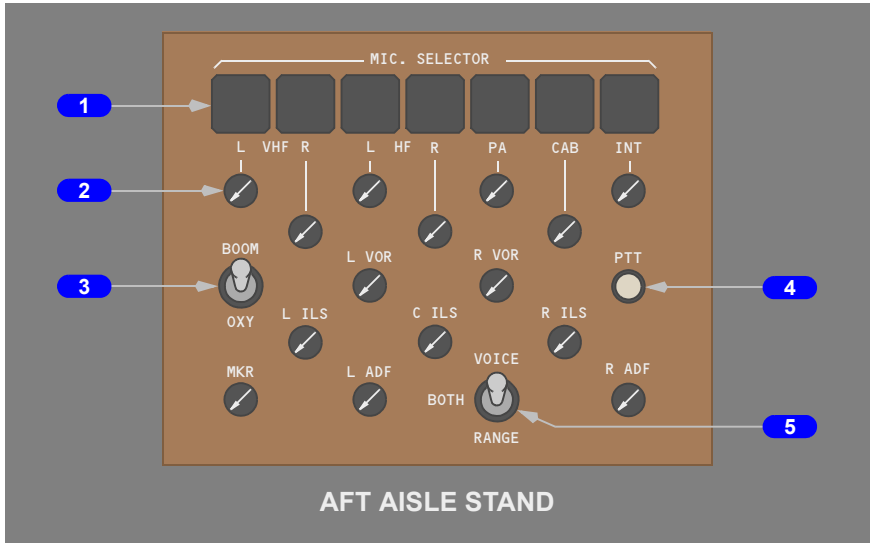 MIC. SELECTOR
1
L VHF R L HF R PA CAB INT
2
BOOM
L VOR R VOR PTT
3
4
OXY
L ILS C ILS R ILS
VOICE
MKR L ADF R ADF
BOTH
5
RANGE
AFT AISLE STAND